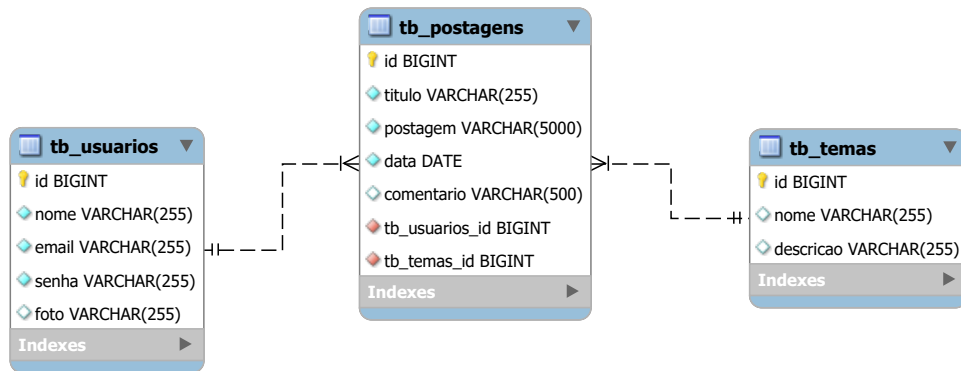 tb_usuarios
id BIGINT
nome VARCHAR(255)
email VARCHAR(255)
senha VARCHAR(255)
foto VARCHAR(255)
Indexes
tb_postagens
id BIGINT
titulo VARCHAR(255)
postagem VARCHAR(5000)
data DATE
comentario VARCHAR(500)
tb_usuarios_id BIGINT
tb_temas_id BIGINT
Indexes
tb_temas
id BIGINT
nome VARCHAR(255)
descricao VARCHAR(255)
Indexes